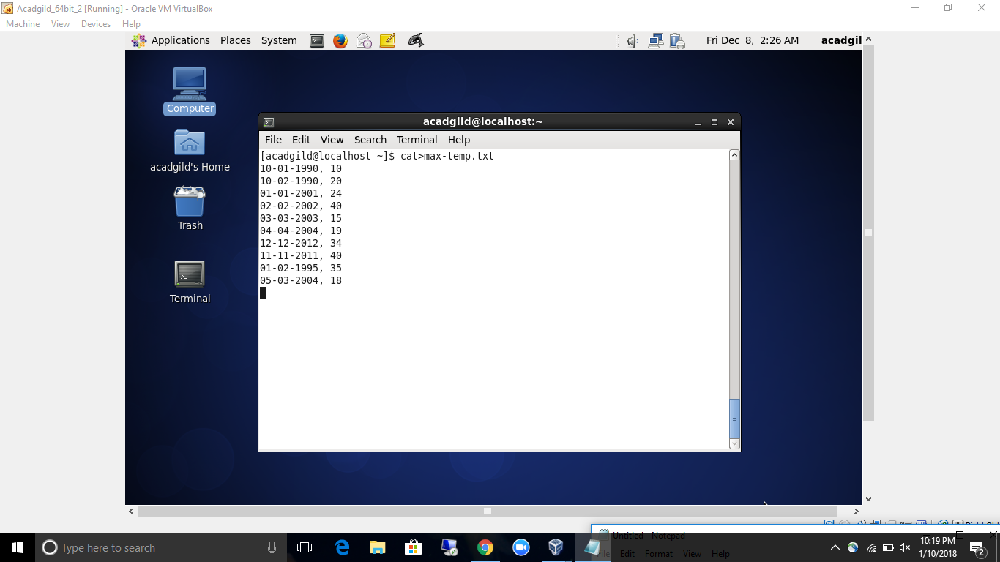 Acadgild_64bit_2 [Running] - Oracle VM VirtualBox
Machine View Devices Help
Applications Places System Fri Dec 8, 2:26 AM acadgil
Computer
acadgild's Home
Trash
Terminal
acadgild@localhost:~
File Edit View Search Terminal Help
[acadgild@localhost ~]$ cat>max-temp.txt
10-01-1990, 10
10-02-1990, 20
01-01-2001, 24
02-02-2002, 40
03-03-2003, 15
04-04-2004, 19
12-12-2012, 34
11-11-2011, 40
01-02-1995, 35
05-03-2004, 18
Untitled - Notepad
File Edit Format View Help
Type here to search
10:19 PM
1/10/2018
2